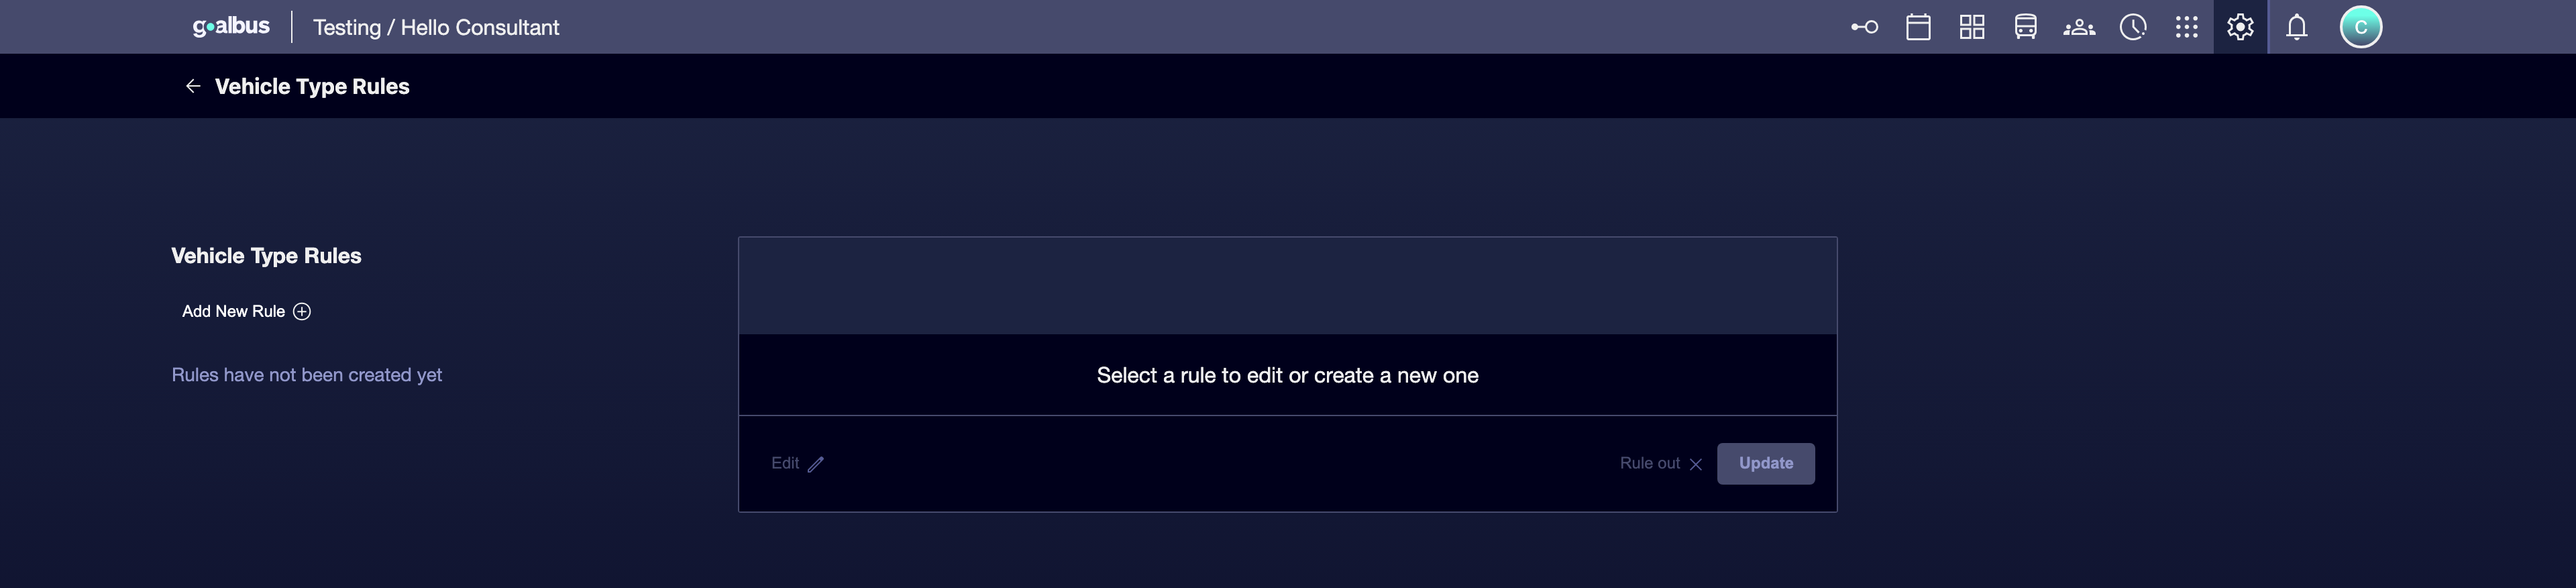 goalbus
Testing / Hello Consultant
C
Vehicle Type Rules
Vehicle Type Rules
Add New Rule
Rules have not been created yet
Select a rule to edit or create a new one
Edit
Rule out
Update